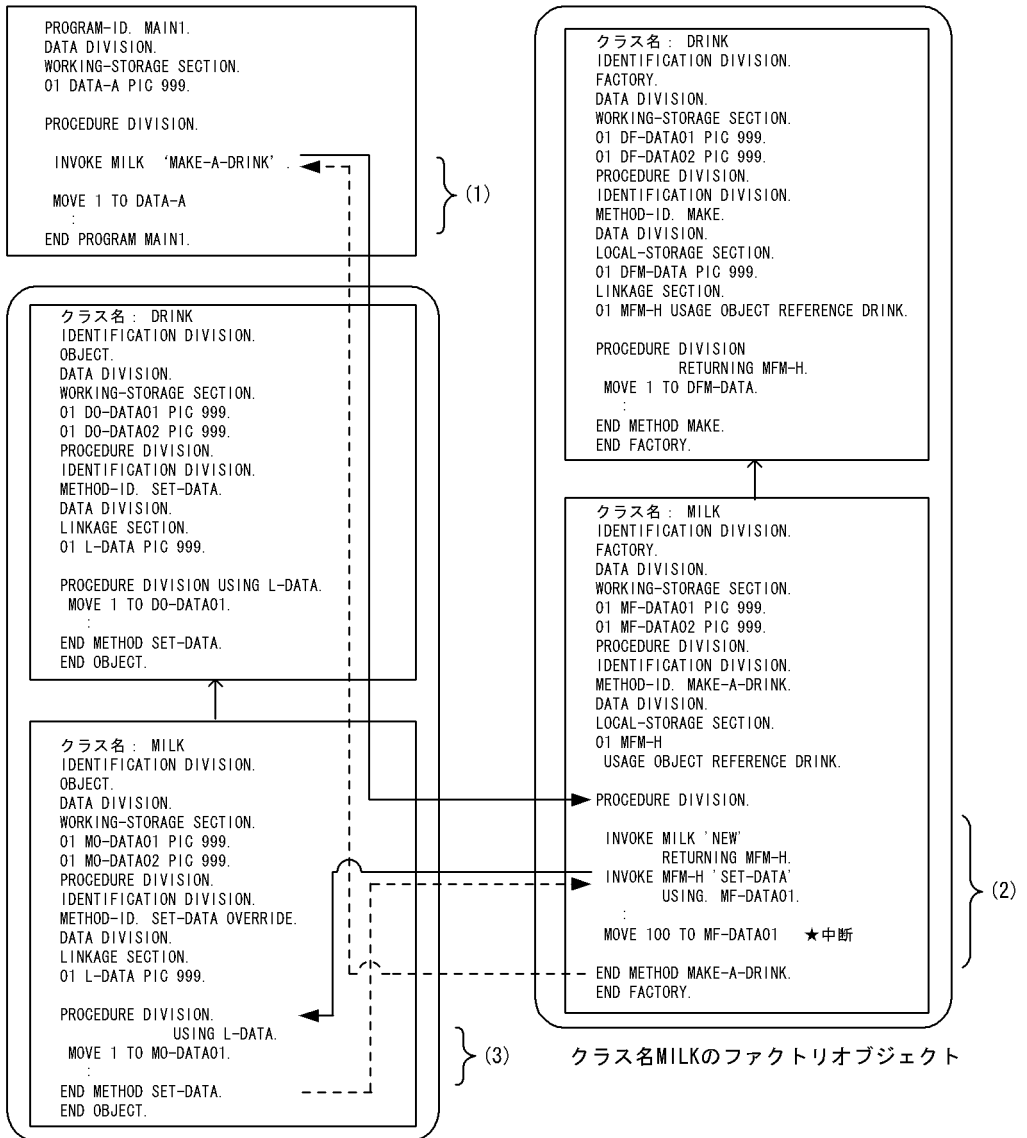 PROGRAM-ID. MAIN1.
DATA DIVISION.
WORKING-STORAGE SECTION.
01 DATA-A PIC 999.
PROCEDURE DIVISION.
INVOKE MILK 'MAKE-A-DRINK' .
MOVE 1 TO DATA-A
:
END PROGRAM MAIN1.
(1)
クラス名： DRINK
IDENTIFICATION DIVISION.
OBJECT.
DATA DIVISION.
WORKING-STORAGE SECTION.
01 DO-DATA01 PIC 999.
01 DO-DATA02 PIC 999.
PROCEDURE DIVISION.
IDENTIFICATION DIVISION.
METHOD-ID. SET-DATA.
DATA DIVISION.
LINKAGE SECTION.
01 L-DATA PIC 999.
PROCEDURE DIVISION USING L-DATA.
MOVE 1 TO DO-DATA01.
:
END METHOD SET-DATA.
END OBJECT.
クラス名： MILK
IDENTIFICATION DIVISION.
OBJECT.
DATA DIVISION.
WORKING-STORAGE SECTION.
01 MO-DATA01 PIC 999.
01 MO-DATA02 PIC 999.
PROCEDURE DIVISION.
IDENTIFICATION DIVISION.
METHOD-ID. SET-DATA OVERRIDE.
DATA DIVISION.
LINKAGE SECTION.
01 L-DATA PIC 999.
PROCEDURE DIVISION.
USING L-DATA.
MOVE 1 TO MO-DATA01.
:
END METHOD SET-DATA.
END OBJECT.
(3)
クラス名： DRINK
IDENTIFICATION DIVISION.
FACTORY.
DATA DIVISION.
WORKING-STORAGE SECTION.
01 DF-DATA01 PIC 999.
01 DF-DATA02 PIC 999.
PROCEDURE DIVISION.
IDENTIFICATION DIVISION.
METHOD-ID. MAKE.
DATA DIVISION.
LOCAL-STORAGE SECTION.
01 DFM-DATA PIC 999.
LINKAGE SECTION.
01 MFM-H USAGE OBJECT REFERENCE DRINK.
PROCEDURE DIVISION
RETURNING MFM-H.
MOVE 1 TO DFM-DATA.
:
END METHOD MAKE.
END FACTORY.
クラス名： MILK
IDENTIFICATION DIVISION.
FACTORY.
DATA DIVISION.
WORKING-STORAGE SECTION.
01 MF-DATA01 PIC 999.
01 MF-DATA02 PIC 999.
PROCEDURE DIVISION.
IDENTIFICATION DIVISION.
METHOD-ID. MAKE-A-DRINK.
DATA DIVISION.
LOCAL-STORAGE SECTION.
01 MFM-H
USAGE OBJECT REFERENCE DRINK.
PROCEDURE DIVISION.
INVOKE MILK 'NEW'
RETURNING MFM-H.
INVOKE MFM-H 'SET-DATA'
USING. MF-DATA01.
:
MOVE 100 TO MF-DATA01 ★中断
END METHOD MAKE-A-DRINK.
END FACTORY.
(2)
クラス名MILKのファクトリオブジェクト